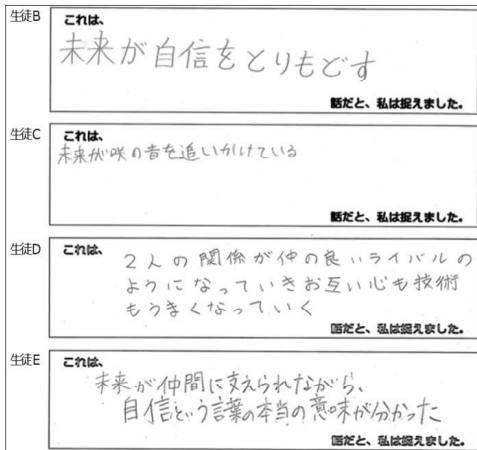 生徒B
これは、
未来が自信をとりもどす
話だと、私は捉えました。
生徒C
これは、
未来が咲の音を追いかけている
話だと、私は捉えました。
生徒D
これは、
2人の関係が仲の良いライバルの
ようになっていきお互い心も技術
もうまくなっていく
話だと、私は捉えました。
生徒E
これは、
未来が仲間に支えられながら、
自信という言葉の本当の意味が分かった
話だと、私は捉えました。